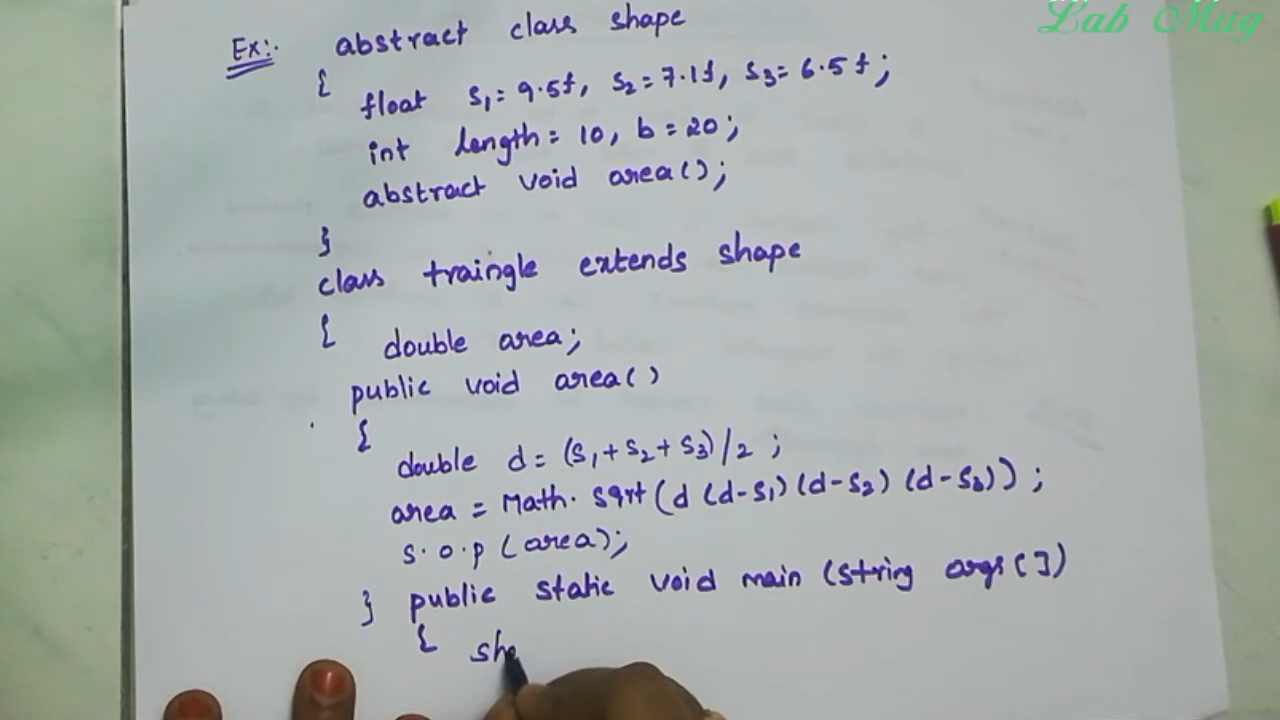 Lab Mug
Ex:- abstract class shape
{
float s1= 9.5f, s2= 7.1f, s3= 6.5f;
int length= 10, b= 20;
abstract void area();
}
class traingle extends shape
{ double area;
public void area()
{
double d= (s1+s2+s3)/2 ;
area = Math. sqrt (d (d-s1) (d-s2) (d-s3)) ;
s.o.p (area);
} public static void main (string args[])
{ sh